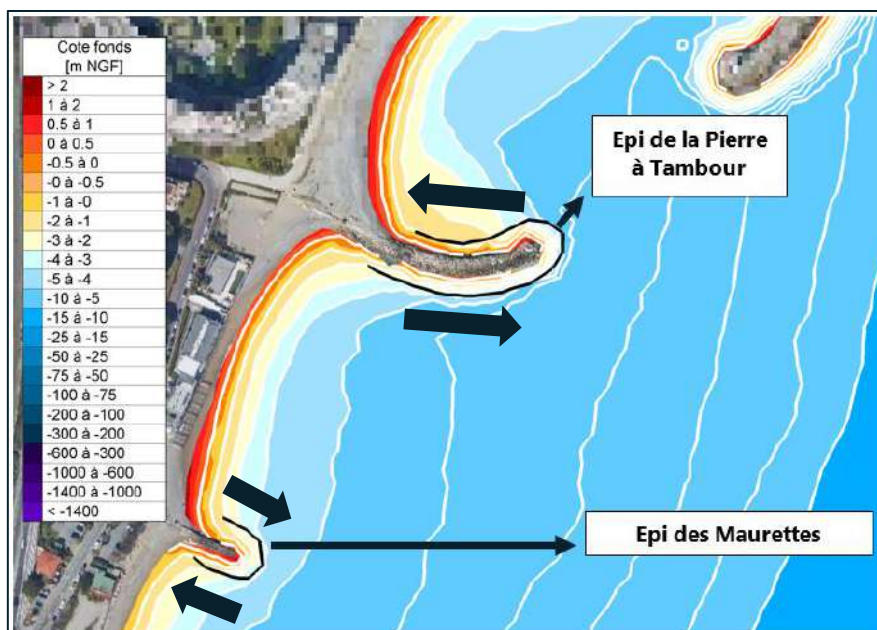 Cote fonds
[m NGF]
> 2
1 à 2
0.5 à 1
0 à 0.5
-0.5 à 0
-0 à -0.5
-1 à -0
-2 à -1
-3 à -2
-4 à -3
-5 à -4
-10 à -5
-15 à -10
-25 à -15
-50 à -25
-75 à -50
-100 à -75
-200 à -100
-300 à -200
-600 à -300
-1000 à -600
-1400 à -1000
< -1400
Epi de la Pierre
à Tambour
Epi des Maurettes